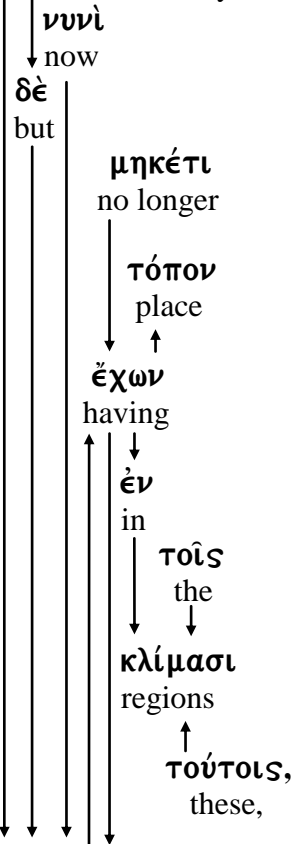 νυνὶ
now
δὲ
but
μηκέτι
no longer
τόπον
place
ἔχων
having
ἐν
in
τοῖς
the
κλίμασι
regions
τούτοις,
these,